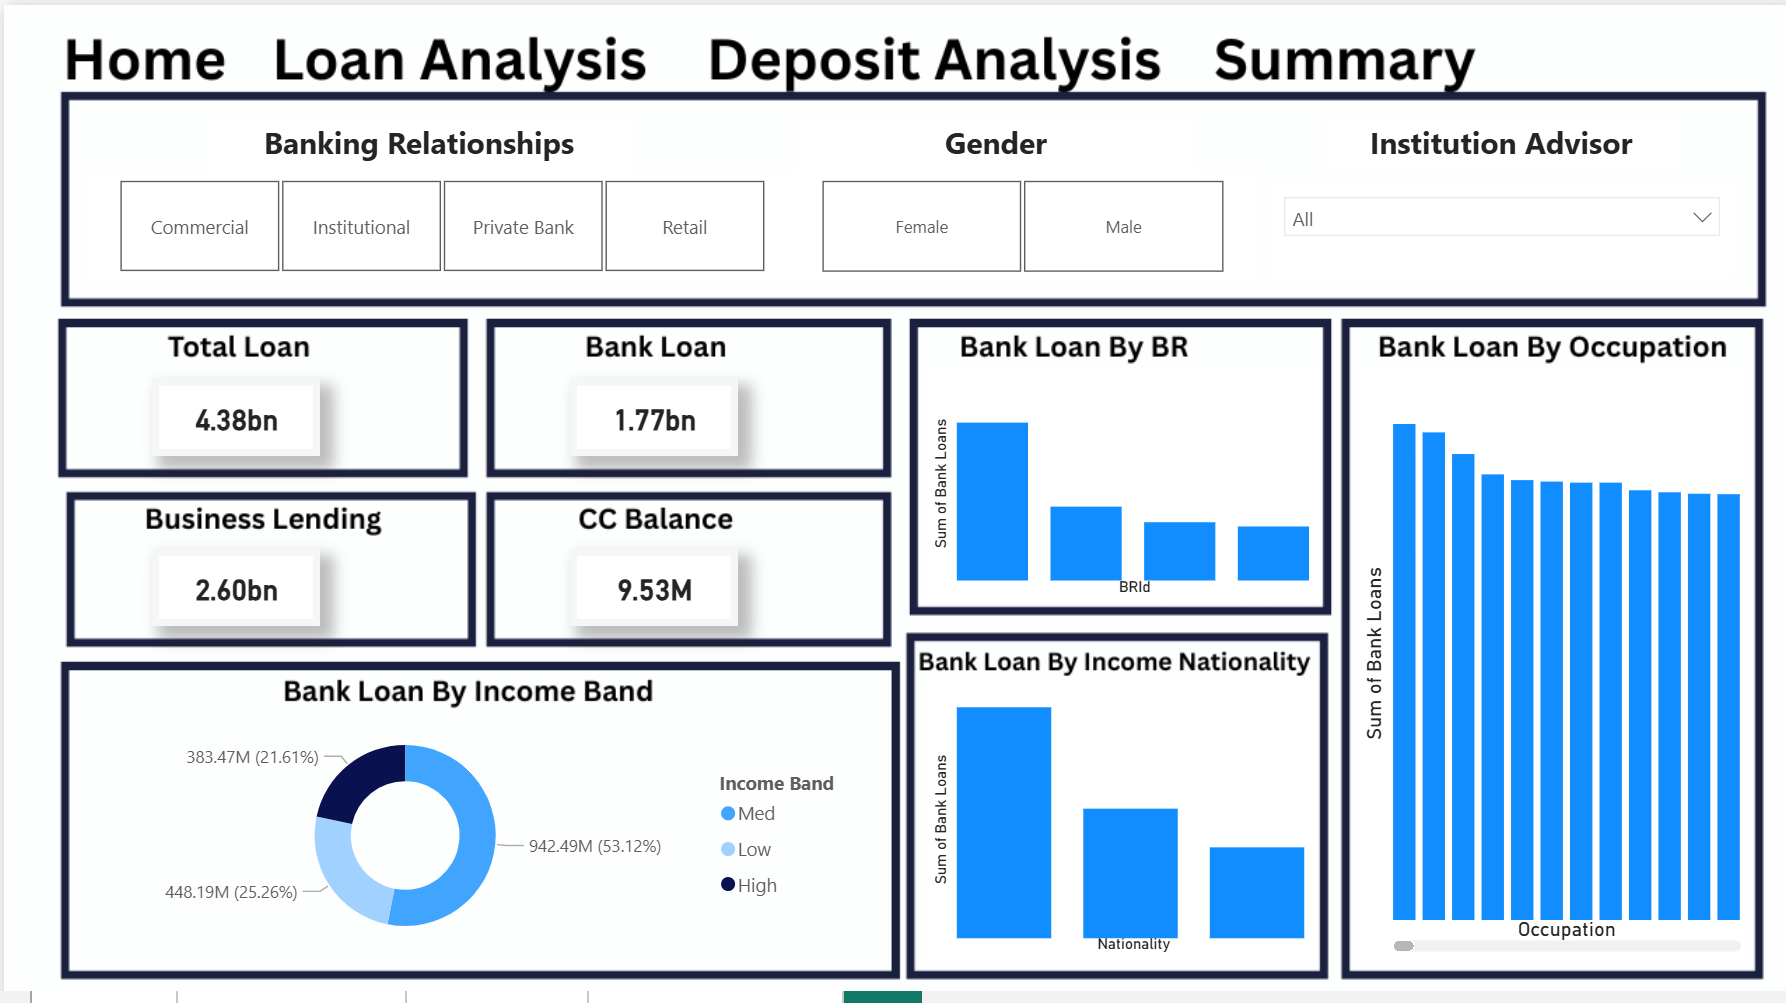 Home Loan Analysis Deposit Analysis Summary
Banking Relationships
Commercial
Institutional
Private Bank
Retail
Gender
Female
Male
Institution Advisor
All
Total Loan
4.38bn
Bank Loan
1.77bn
Business Lending
2.60bn
CC Balance
9.53M
Bank Loan By BR
Sum of Bank Loans
BRId
Bank Loan By Occupation
Sum of Bank Loans
Occupation
Bank Loan By Income Band
383.47M (21.61%)
942.49M (53.12%)
448.19M (25.26%)
Income Band
Med
Low
High
Bank Loan By Income Nationality
Sum of Bank Loans
Nationality